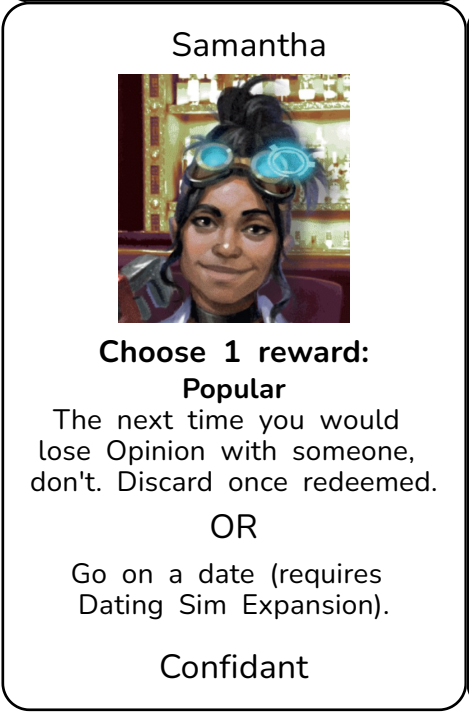 Samantha
Choose 1 reward:
Popular
The next time you would
lose Opinion with someone,
don't. Discard once redeemed.
OR
Go on a date (requires
Dating Sim Expansion).
Confidant